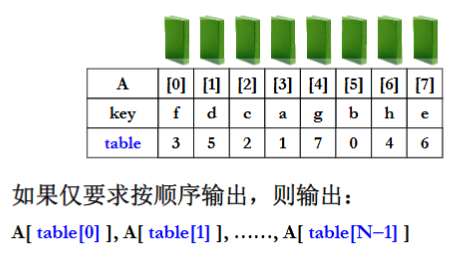 A [0] [1] [2] [3] [4] [5] [6] [7]
key f d c a g b h e
table 3 5 2 1 7 0 4 6
如果仅要求按顺序输出，则输出：
A[ table[0] ], A[ table[1] ], ……, A[ table[N−1] ]